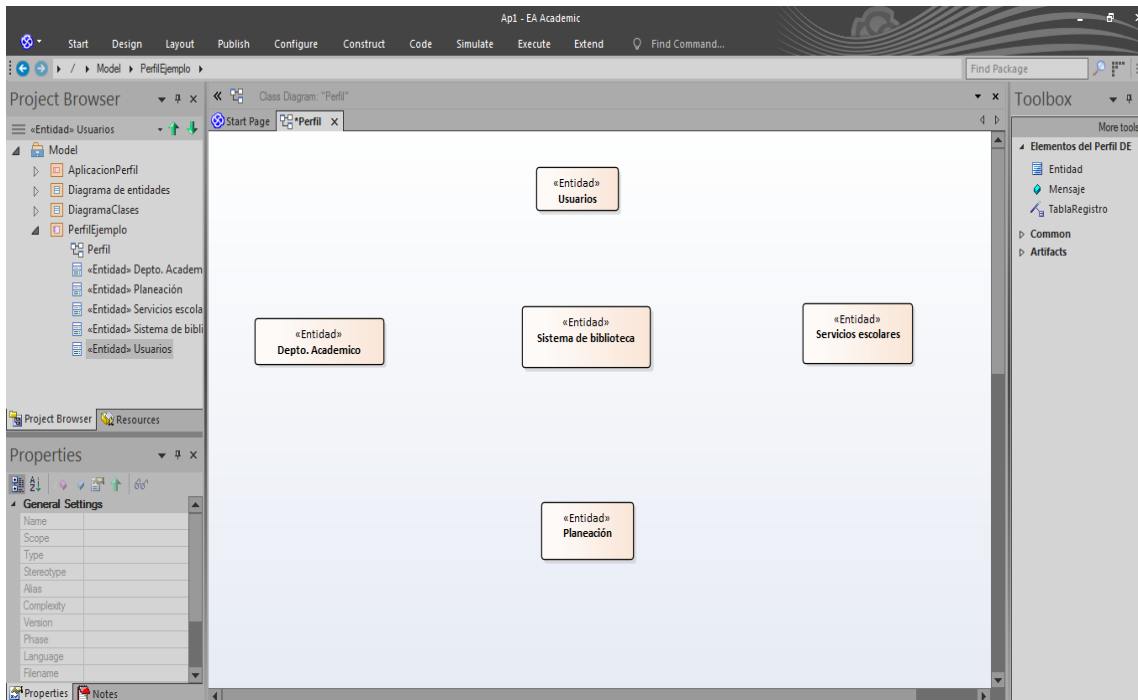 Ap1 - EA Academic
Start Design Layout Publish Configure Construct Code Simulate Execute Extend Find Command...
/ Model PerfilEjemplo
Find Package
Project Browser
«Entidad» Usuarios
Model
AplicacionPerfil
Diagrama de entidades
DiagramaClases
PerfilEjemplo
Perfil
«Entidad» Depto. Academ
«Entidad» Planeación
«Entidad» Servicios escola
«Entidad» Sistema de bibli
«Entidad» Usuarios
Project Browser Resources
Properties
General Settings
Name
Scope
Type
Stereotype
Alias
Complexity
Version
Phase
Language
Filename
Properties Notes
Class Diagram: "Perfil"
Start Page *Perfil
«Entidad»
Usuarios
«Entidad»
Depto. Academico
«Entidad»
Sistema de biblioteca
«Entidad»
Servicios escolares
«Entidad»
Planeación
Toolbox
More tools
Elementos del Perfil DE
Entidad
Mensaje
TablaRegistro
Common
Artifacts